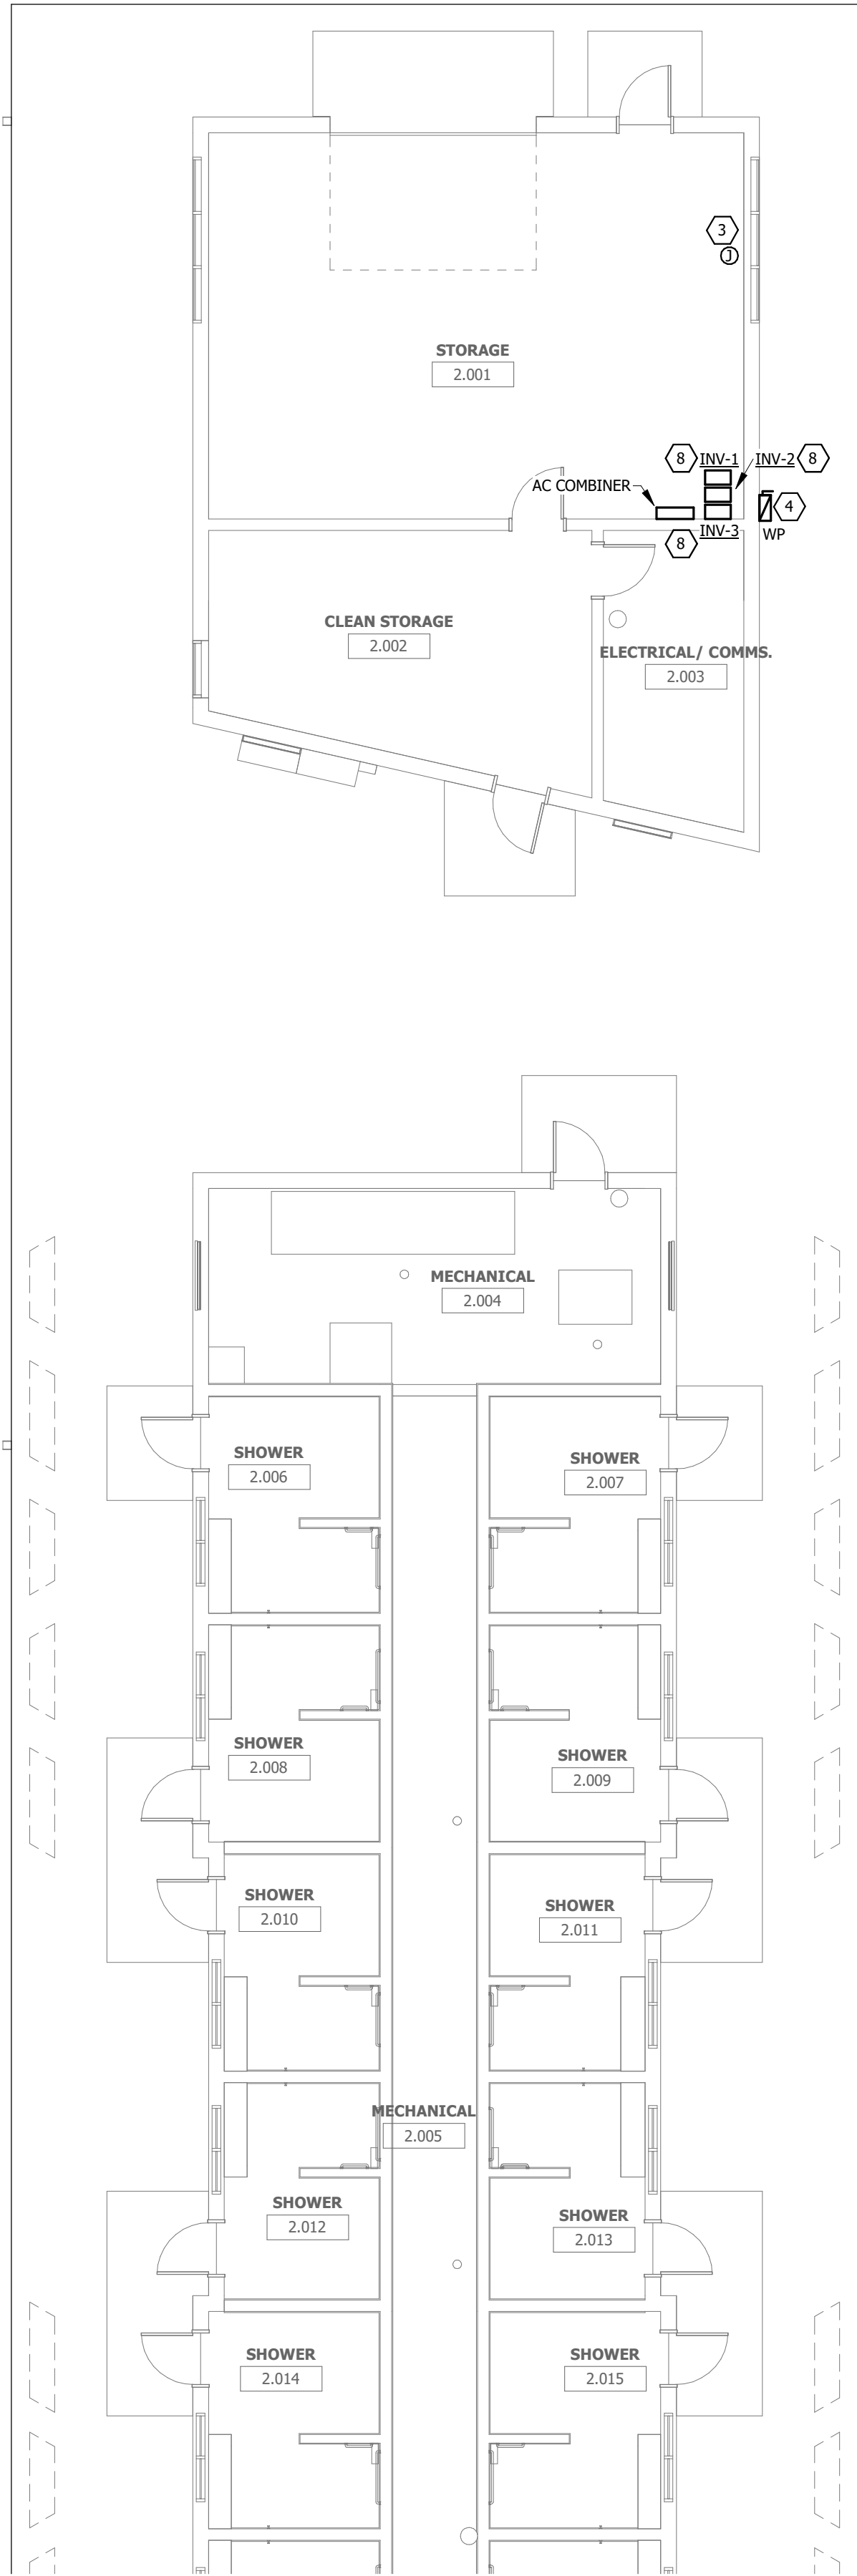 3
J
STORAGE
2.001
8
INV-1
INV-2
8
AC COMBINER
4
INV-3
WP
8
CLEAN STORAGE
2.002
ELECTRICAL/ COMMS.
2.003
MECHANICAL
2.004
SHOWER
2.006
SHOWER
2.007
SHOWER
2.008
SHOWER
2.009
SHOWER
2.010
SHOWER
2.011
MECHANICAL
2.005
SHOWER
2.012
SHOWER
2.013
SHOWER
2.014
SHOWER
2.015